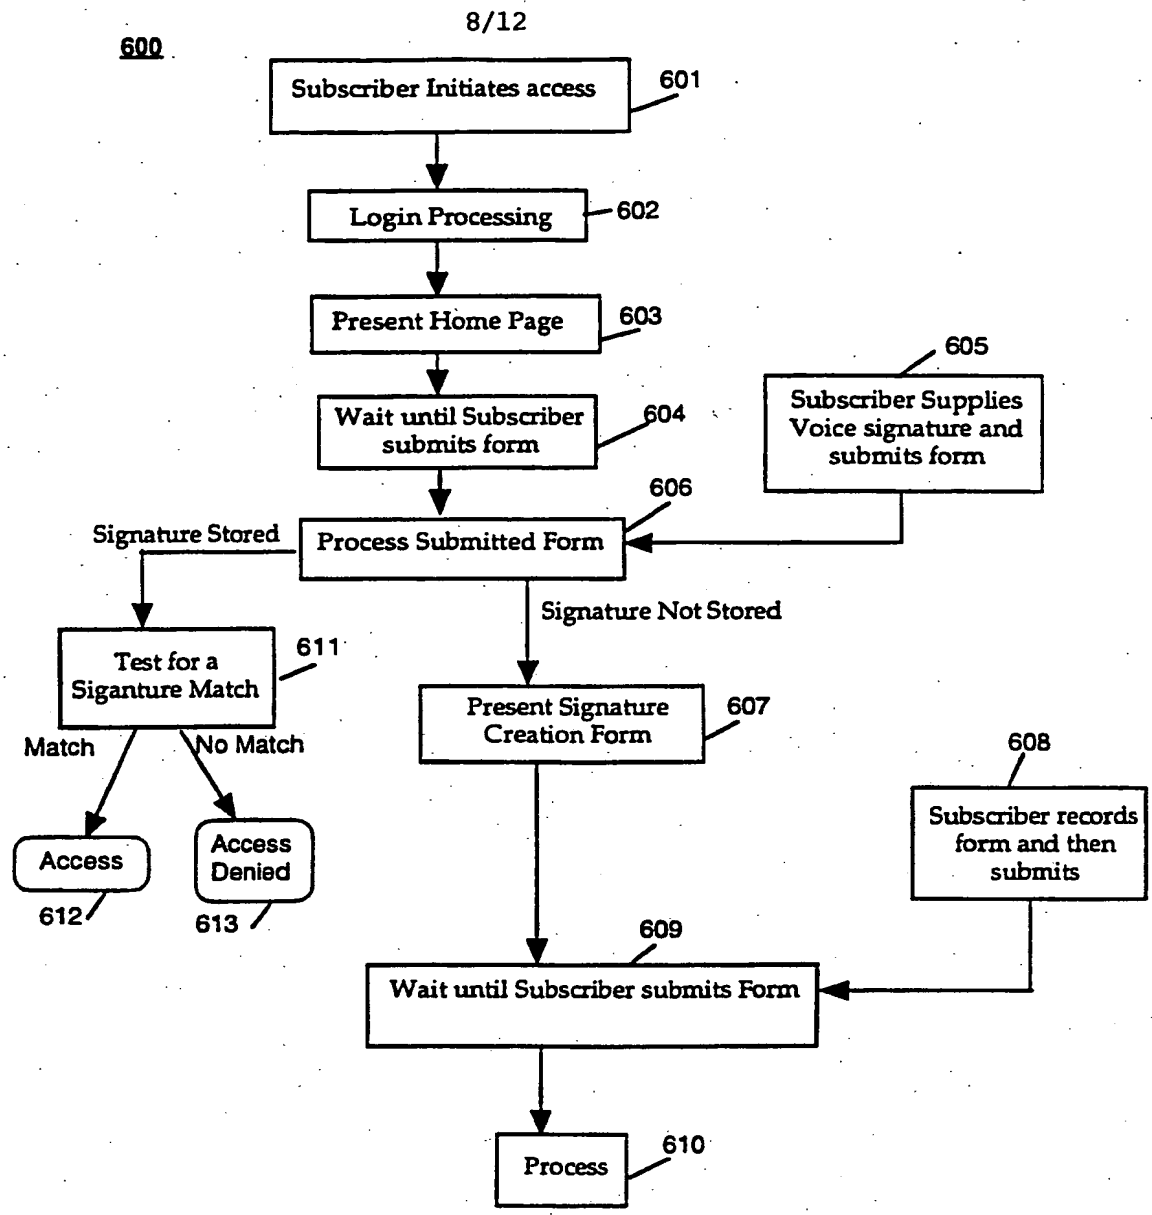 8/12
600
Subscriber Initiates access
601
Login Processing
602
Present Home Page
603
Wait until Subscriber
submits form
604
605
Subscriber Supplies
Voice signature and
submits form
606
Process Submitted Form
Signature Stored
Signature Not Stored
Test for a
Siganture Match
611
Match
No Match
Access
612
Access
Denied
613
Present Signature
Creation Form
607
608
Subscriber records
form and then
submits
609
Wait until Subscriber submits Form
Process
610